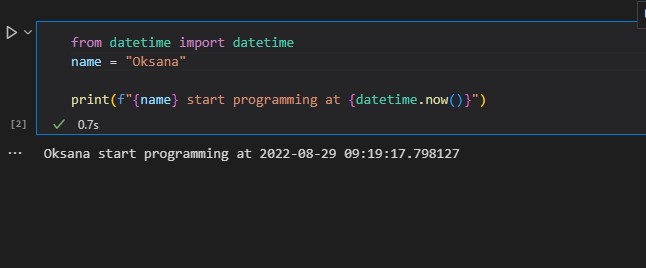 from datetime import datetime
name = "Oksana"
print(f"{name} start programming at {datetime.now()}")
[2] 0.7s
Oksana start programming at 2022-08-29 09:19:17.798127